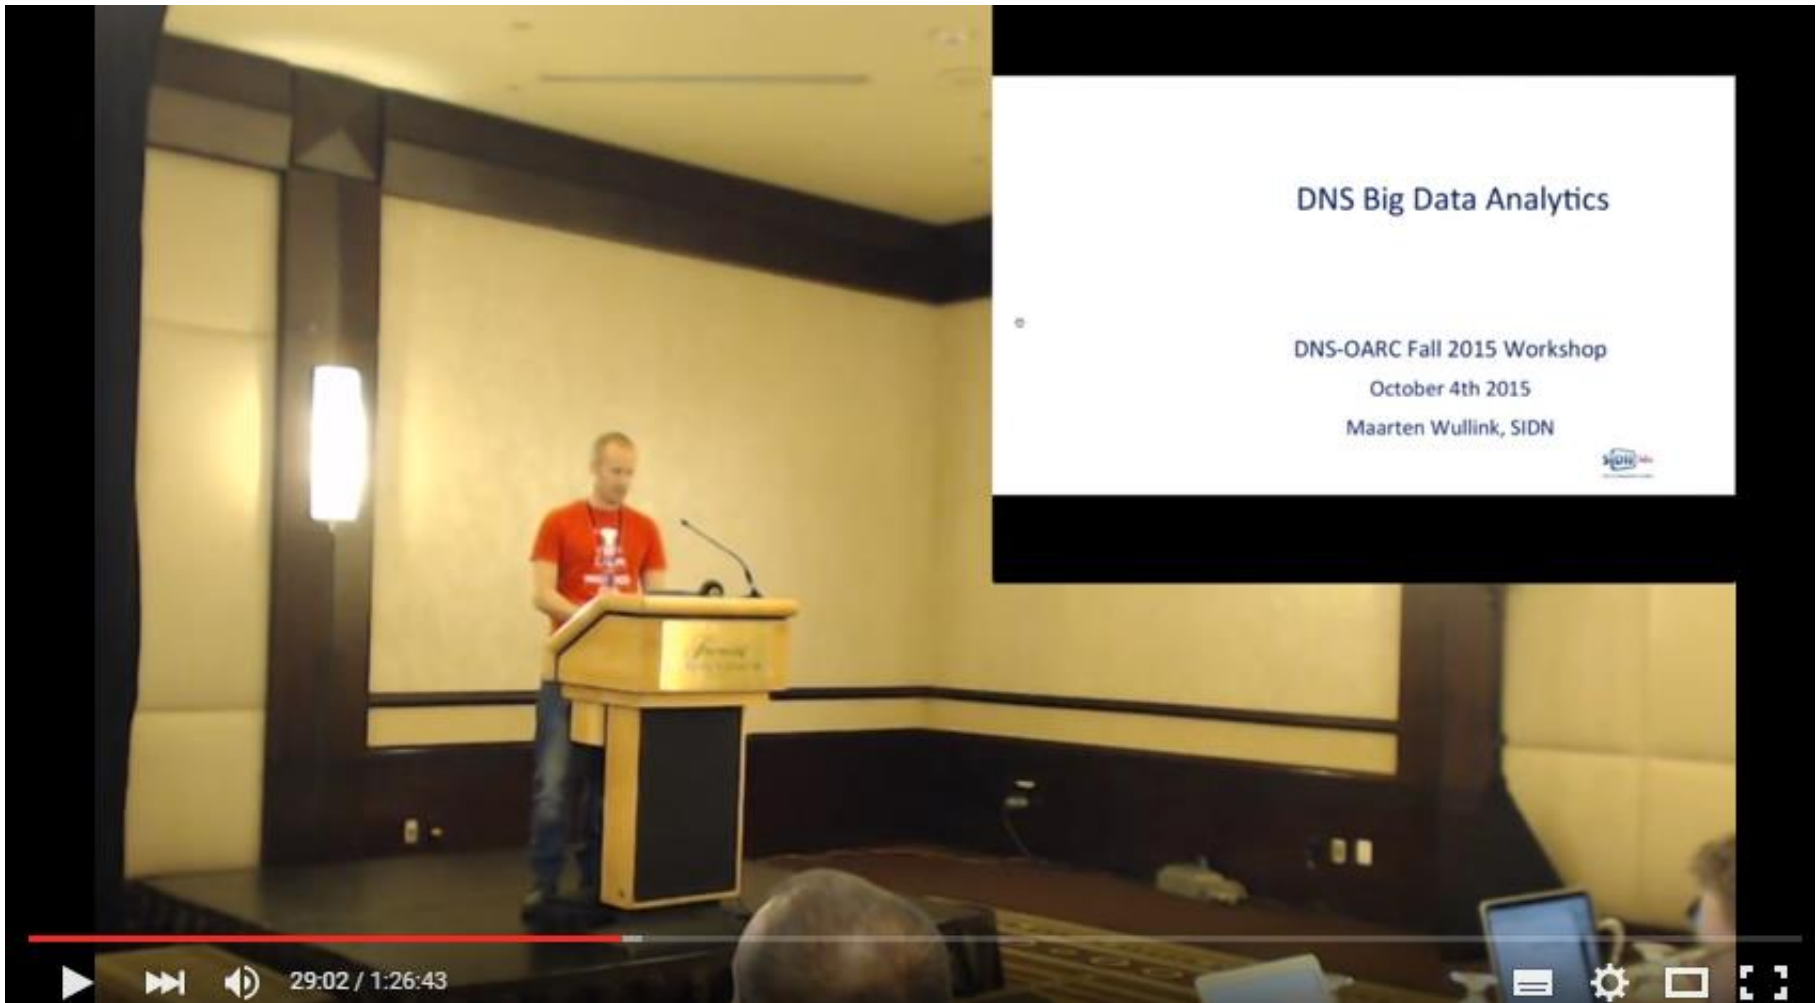 DNS Big Data Analytics
DNS-OARC Fall 2015 Workshop
October 4th 2015
Maarten Wullink, SIDN
SIDN
29:02 / 1:26:43